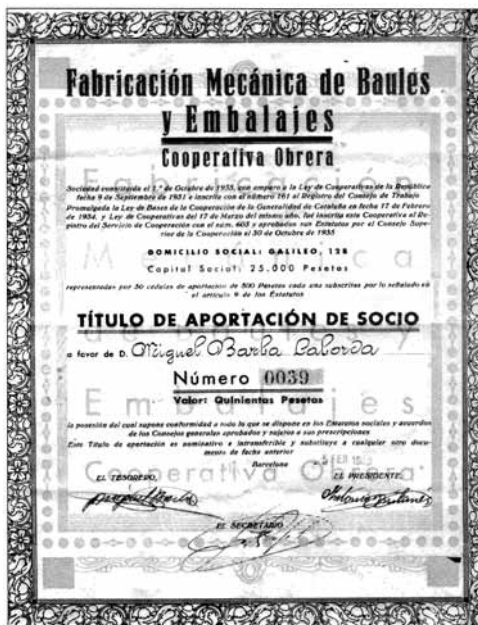 Fabricación Mecánica de Baules
y Embalajes
Cooperativa Obrera
Sociedad constituida el 1.º de Octubre de 1933, con amparo a la Ley de Cooperativas de la República
fecha 9 de Septiembre de 1931 e inscrita con el número 161 al Registro del Consejo de Trabajo
Promulgada la Ley de Bases de la Cooperación de la Generalidad de Cataluña en fecha 17 de Febrero
de 1934, y Ley de Cooperativas del 17 de Marzo del mismo año, fué inscrita esta Cooperativa al Re-
gistro del Servicio de Cooperación con el núm. 603 y aprobados sus Estatutos por el Consejo Supe-
rior de la Cooperación el 30 de Octubre de 1935
DOMICILIO SOCIAL: GALILEO, 128
Capital Social: 25.000 Pesetas
representadas por 50 cédulas de aportación de 500 Pesetas cada una subscritas por lo señalado en
el artículo 9 de los Estatutos
TÍTULO DE APORTACIÓN DE SOCIO
a favor de D. Miguel Barba Laborda
Número 0039
Valor: Quinientas Pesetas
la posesión del cual supone conformidad a todo lo que se dispone en los Estatutos sociales y acuerdos
de los Consejos generales aprobados y sujetos a sus prescripciones
Este Título de aportación es nominativo e intransferible y substituye a cualquier otro docu-
mento de fecha anterior
Barcelona
EL TESORERO,
EL PRESIDENTE,
EL SECRETARIO
Fabricación
Mecánica
de Baules y
Embalajes
Cooperativa Obrera